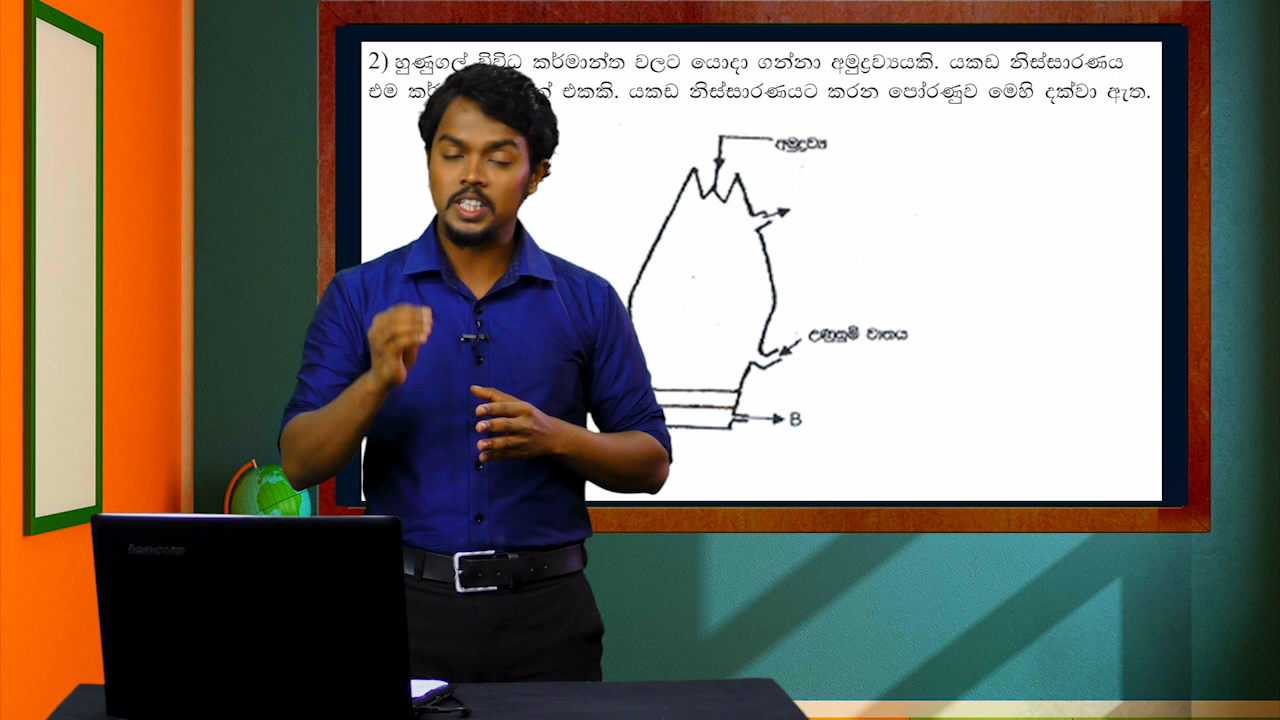 2) හුණුගල් විවිධ කර්මාන්ත වලට යොදා ගන්නා අමුද්‍රව්‍යයකි. යකඩ නිස්සාරණය
එම එකකි. යකඩ නිස්සාරණයට කරන පෝරණුව මෙහි දක්වා ඇත.
අමුද්‍රව්‍ය
උණුසුම් වාතය
B
lenovo